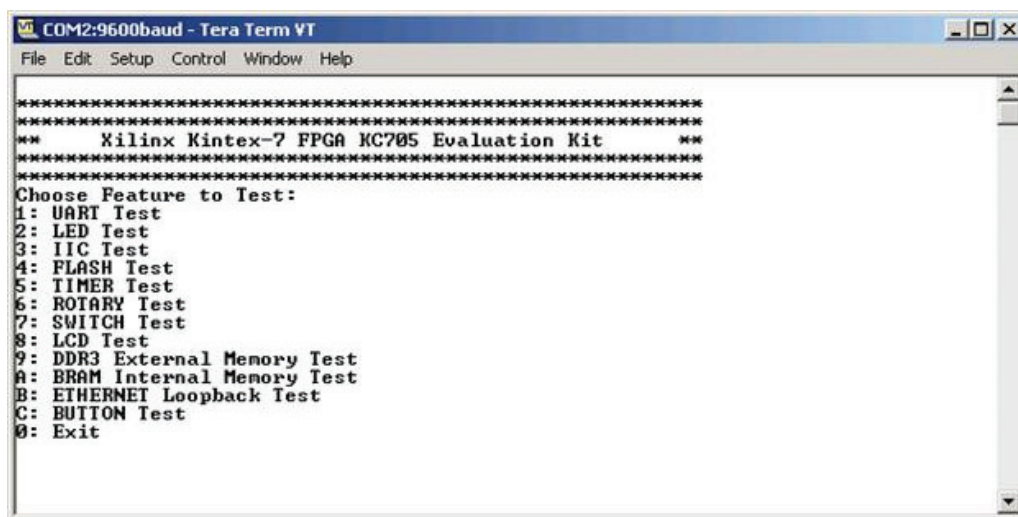 COM2:9600baud - Tera Term VT
File Edit Setup Control Window Help
********************************************************
********************************************************
**     Xilinx Kintex-7 FPGA KC705 Evaluation Kit      **
********************************************************
********************************************************
Choose Feature to Test:
1: UART Test
2: LED Test
3: IIC Test
4: FLASH Test
5: TIMER Test
6: ROTARY Test
7: SWITCH Test
8: LCD Test
9: DDR3 External Memory Test
A: BRAM Internal Memory Test
B: ETHERNET Loopback Test
C: BUTTON Test
0: Exit